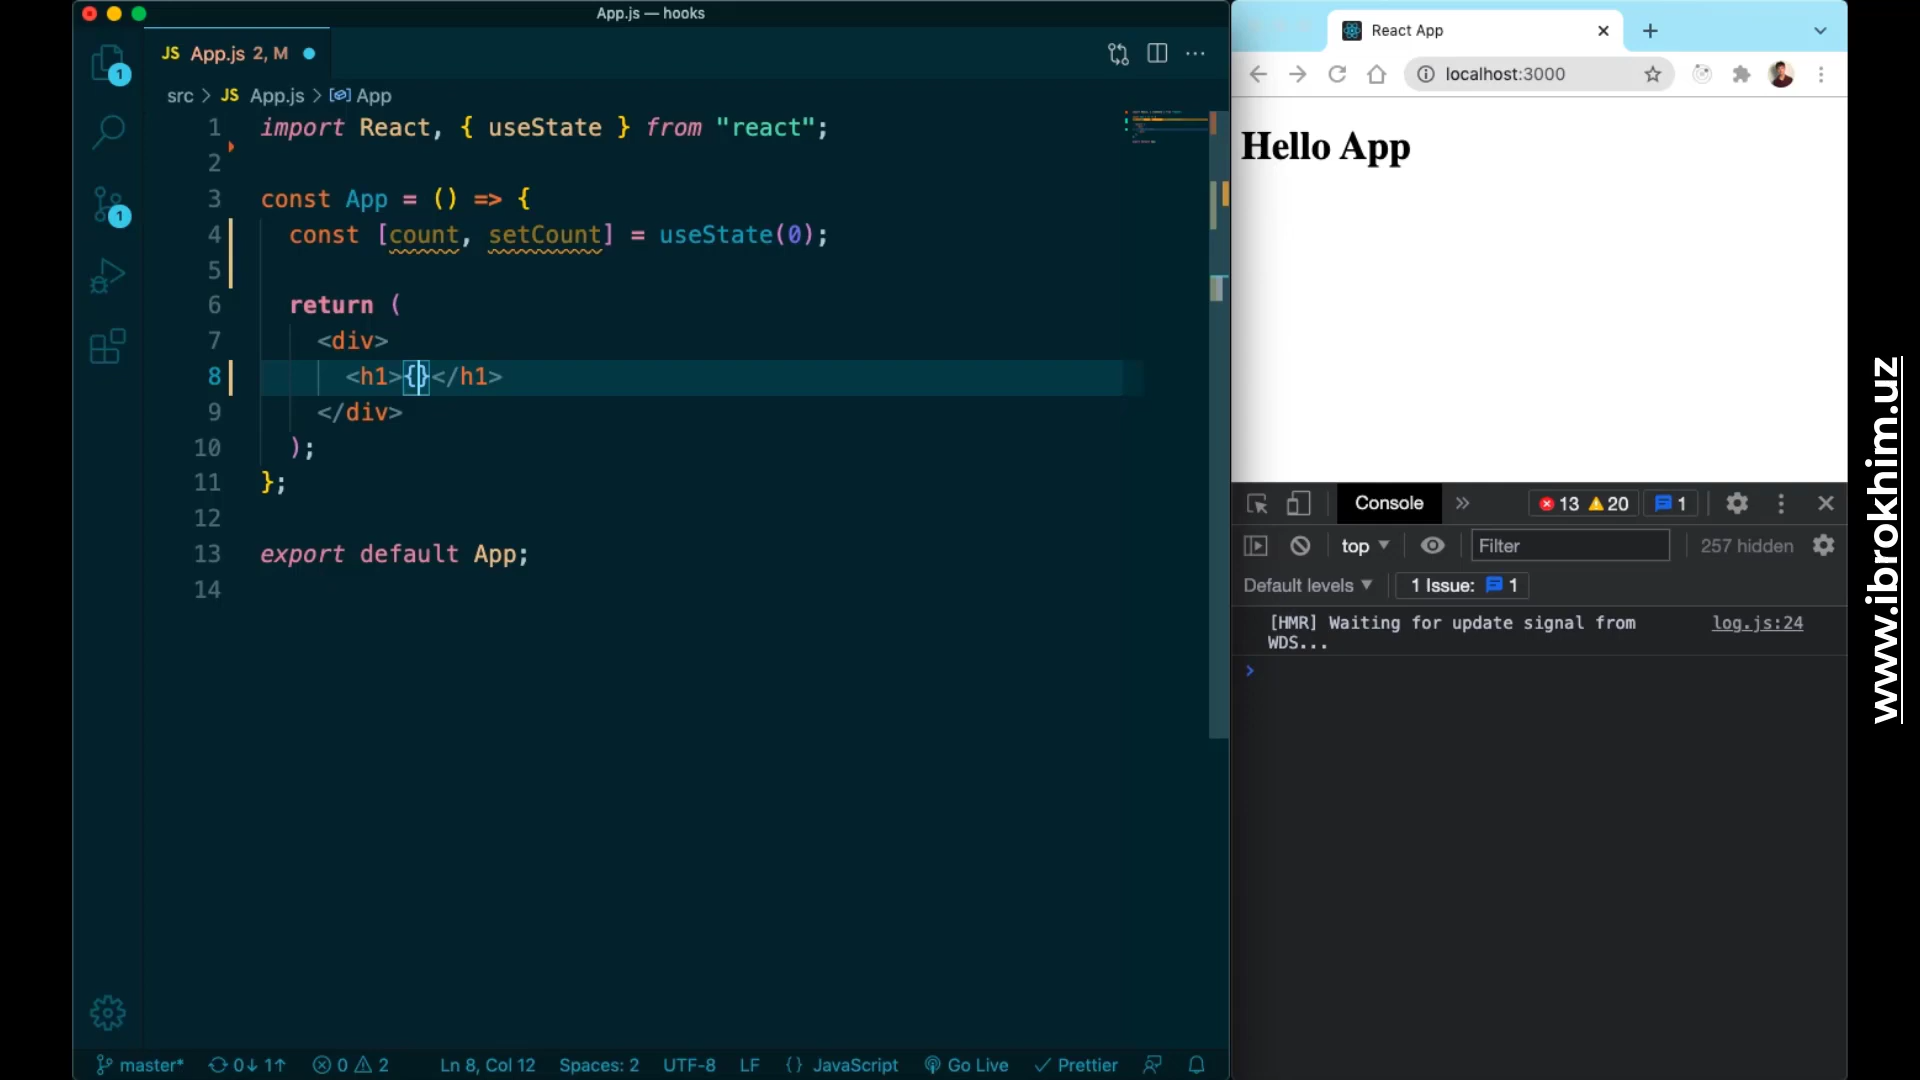 App.js — hooks
JS App.js 2, M
src > JS App.js > App
1 import React, { useState } from "react";
2
3 const App = () => {
4 const [count, setCount] = useState(0);
5
6 return (
7 <div>
8 <h1>{}</h1>
9 </div>
10 );
11 };
12
13 export default App;
14
1
1
master* 0↓ 1↑ 0 2 Ln 8, Col 12 Spaces: 2 UTF-8 LF {} JavaScript Go Live Prettier
React App
localhost:3000
Hello App
Console 13 20 1
top Filter 257 hidden
Default levels 1 Issue: 1
[HMR] Waiting for update signal from log.js:24
WDS...
www.ibrokhim.uz